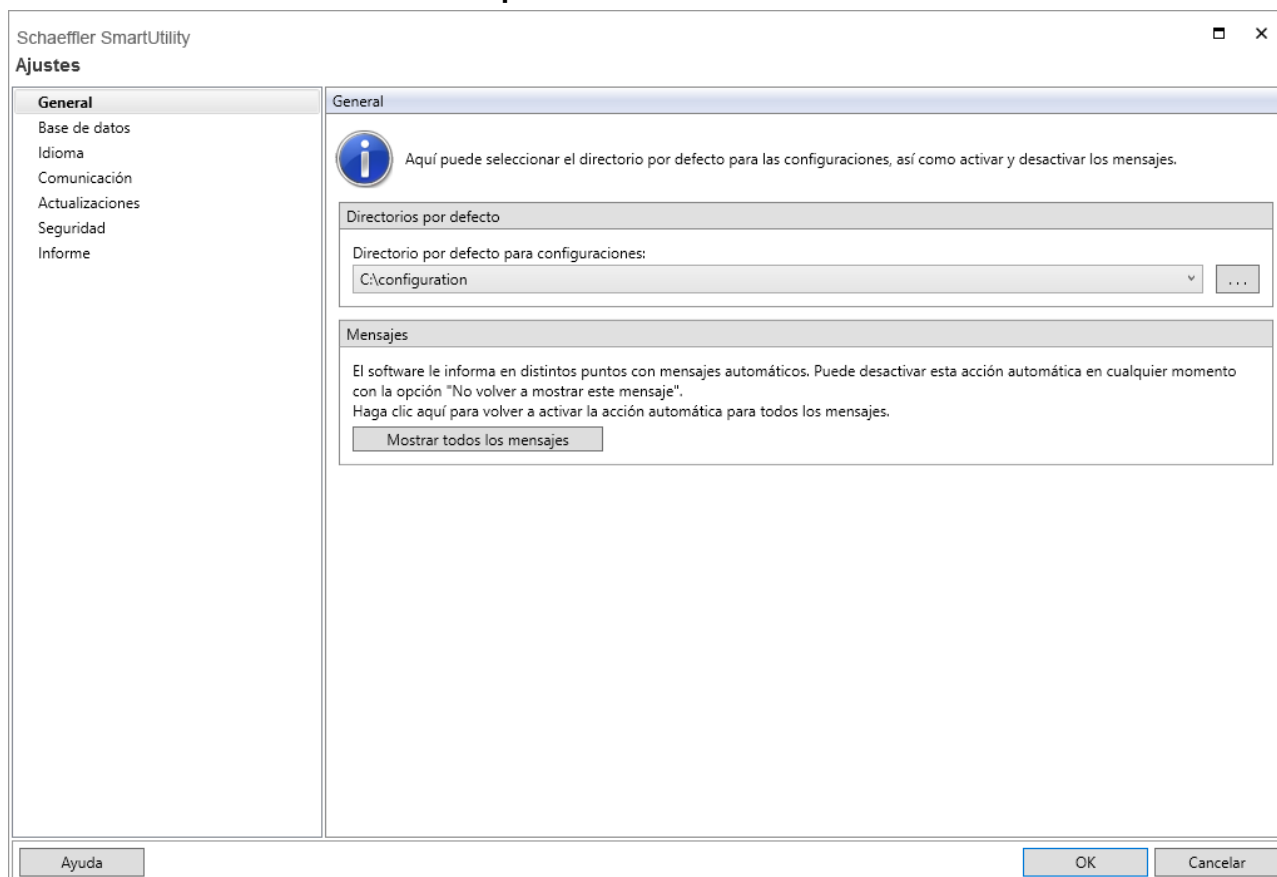 Schaeffler SmartUtility
Ajustes
General
Base de datos
Idioma
Comunicación
Actualizaciones
Seguridad
Informe
General
Aquí puede seleccionar el directorio por defecto para las configuraciones, así como activar y desactivar los mensajes.
Directorios por defecto
Directorio por defecto para configuraciones:
C:\configuration
...
Mensajes
El software le informa en distintos puntos con mensajes automáticos. Puede desactivar esta acción automática en cualquier momento
con la opción "No volver a mostrar este mensaje".
Haga clic aquí para volver a activar la acción automática para todos los mensajes.
Mostrar todos los mensajes
Ayuda
OK
Cancelar